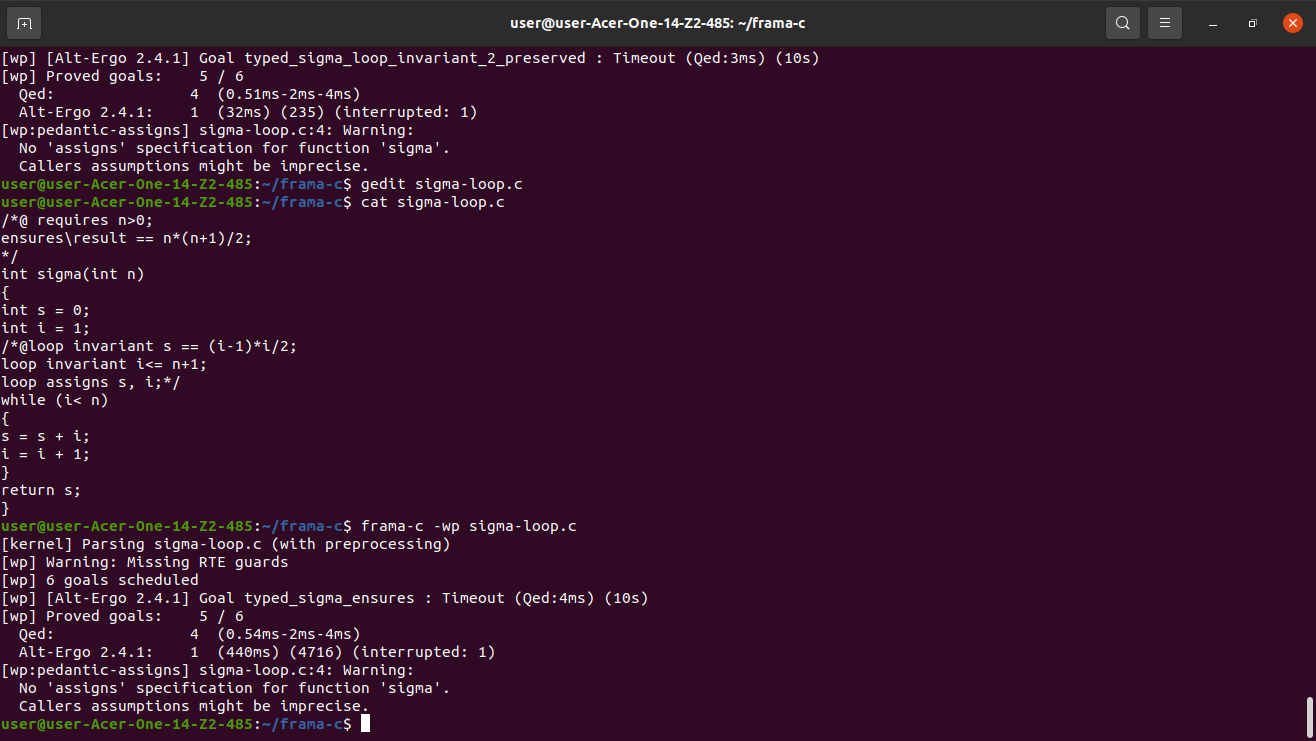 user@user-Acer-One-14-Z2-485: ~/frama-c
[wp] [Alt-Ergo 2.4.1] Goal typed_sigma_loop_invariant_2_preserved : Timeout (Qed:3ms) (10s)
[wp] Proved goals:    5 / 6
  Qed:               4  (0.51ms-2ms-4ms)
  Alt-Ergo 2.4.1:    1  (32ms) (235) (interrupted: 1)
[wp:pedantic-assigns] sigma-loop.c:4: Warning:
  No 'assigns' specification for function 'sigma'.
  Callers assumptions might be imprecise.
user@user-Acer-One-14-Z2-485:~/frama-c$ gedit sigma-loop.c
user@user-Acer-One-14-Z2-485:~/frama-c$ cat sigma-loop.c
/*@ requires n>0;
ensures\result == n*(n+1)/2;
*/
int sigma(int n)
{
int s = 0;
int i = 1;
/*@loop invariant s == (i-1)*i/2;
loop invariant i<= n+1;
loop assigns s, i;*/
while (i< n)
{
s = s + i;
i = i + 1;
}
return s;
}
user@user-Acer-One-14-Z2-485:~/frama-c$ frama-c -wp sigma-loop.c
[kernel] Parsing sigma-loop.c (with preprocessing)
[wp] Warning: Missing RTE guards
[wp] 6 goals scheduled
[wp] [Alt-Ergo 2.4.1] Goal typed_sigma_ensures : Timeout (Qed:4ms) (10s)
[wp] Proved goals:    5 / 6
  Qed:               4  (0.54ms-2ms-4ms)
  Alt-Ergo 2.4.1:    1  (440ms) (4716) (interrupted: 1)
[wp:pedantic-assigns] sigma-loop.c:4: Warning:
  No 'assigns' specification for function 'sigma'.
  Callers assumptions might be imprecise.
user@user-Acer-One-14-Z2-485:~/frama-c$